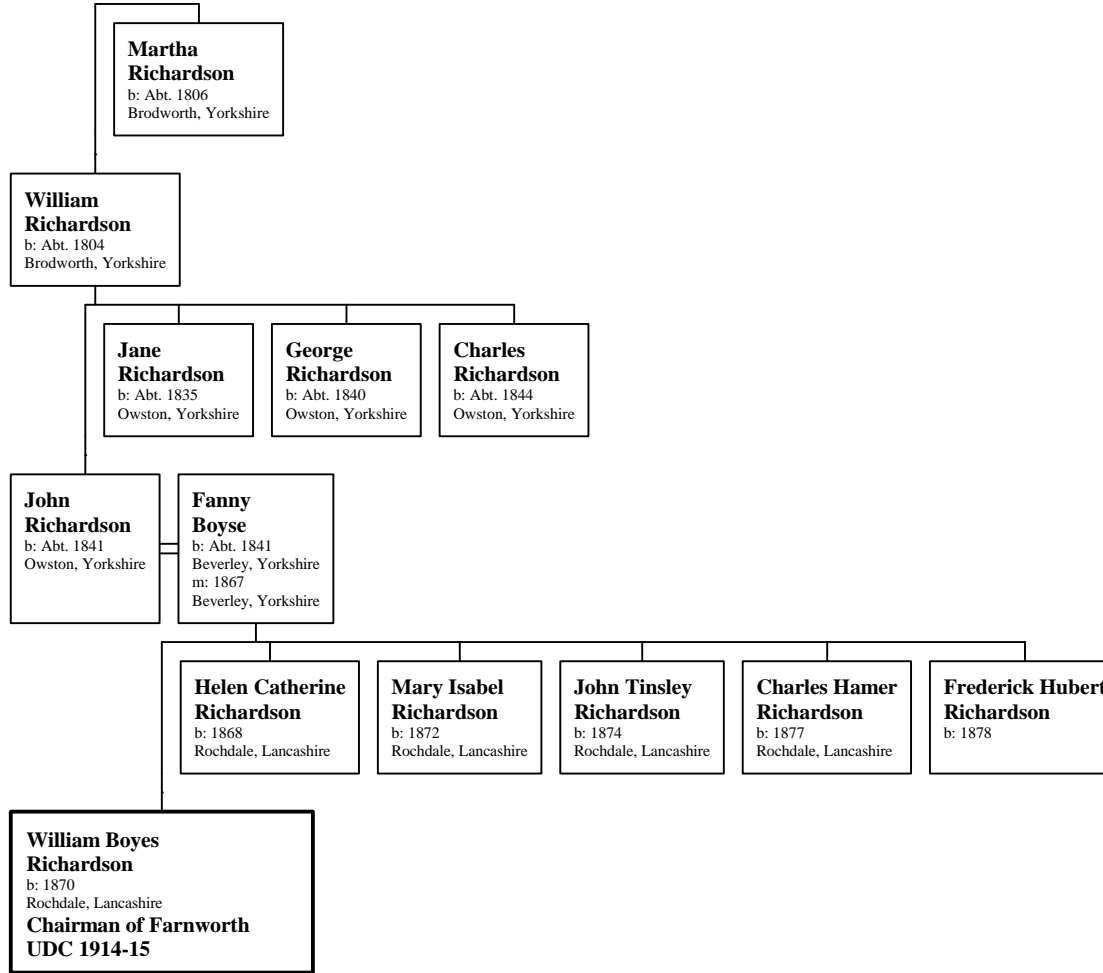 Martha
Richardson
b: Abt. 1806
Brodworth, Yorkshire
William
Richardson
b: Abt. 1804
Brodworth, Yorkshire
Jane
Richardson
b: Abt. 1835
Owston, Yorkshire
George
Richardson
b: Abt. 1840
Owston, Yorkshire
Charles
Richardson
b: Abt. 1844
Owston, Yorkshire
John
Richardson
b: Abt. 1841
Owston, Yorkshire
Fanny
Boyse
b: Abt. 1841
Beverley, Yorkshire
m: 1867
Beverley, Yorkshire
Helen Catherine
Richardson
b: 1868
Rochdale, Lancashire
Mary Isabel
Richardson
b: 1872
Rochdale, Lancashire
John Tinsley
Richardson
b: 1874
Rochdale, Lancashire
Charles Hamer
Richardson
b: 1877
Rochdale, Lancashire
Frederick Hubert
Richardson
b: 1878
William Boyes
Richardson
b: 1870
Rochdale, Lancashire
Chairman of Farnworth
UDC 1914-15